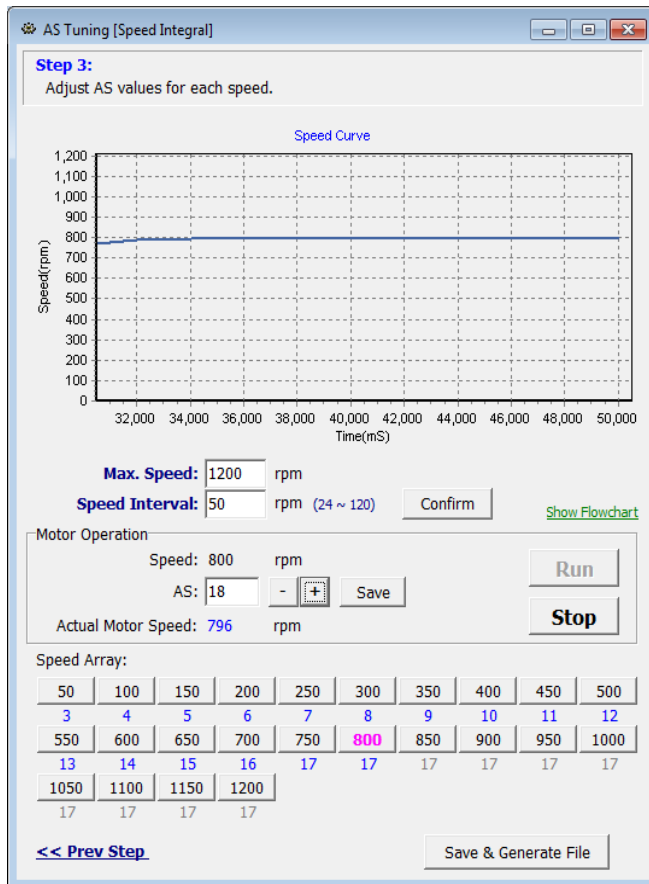 AS Tuning [Speed Integral]
Step 3:
Adjust AS values for each speed.
Speed Curve
1,200
1,100
1,000
900
800
700
600
500
400
300
200
100
0
Speed(rpm)
32,000 34,000 36,000 38,000 40,000 42,000 44,000 46,000 48,000 50,000
Time(mS)
Max. Speed: 1200 rpm
Speed Interval: 50 rpm (24 ~ 120) Confirm
Show Flowchart
Motor Operation
Speed: 800 rpm
Run
AS: 18 - + Save
Stop
Actual Motor Speed: 796 rpm
Speed Array:
50 100 150 200 250 300 350 400 450 500
3 4 5 6 7 8 9 10 11 12
550 600 650 700 750 800 850 900 950 1000
13 14 15 16 17 17 17 17 17 17
1050 1100 1150 1200
17 17 17 17
<< Prev Step
Save & Generate File